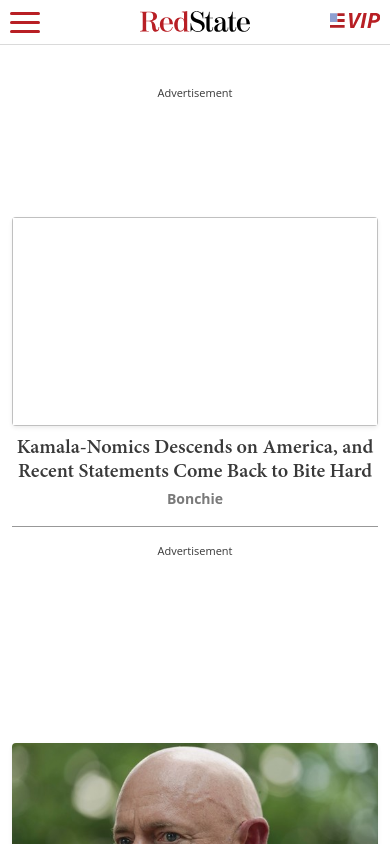 RedState
VIP
Advertisement
Kamala-Nomics Descends on America, and
Recent Statements Come Back to Bite Hard
Bonchie
Advertisement